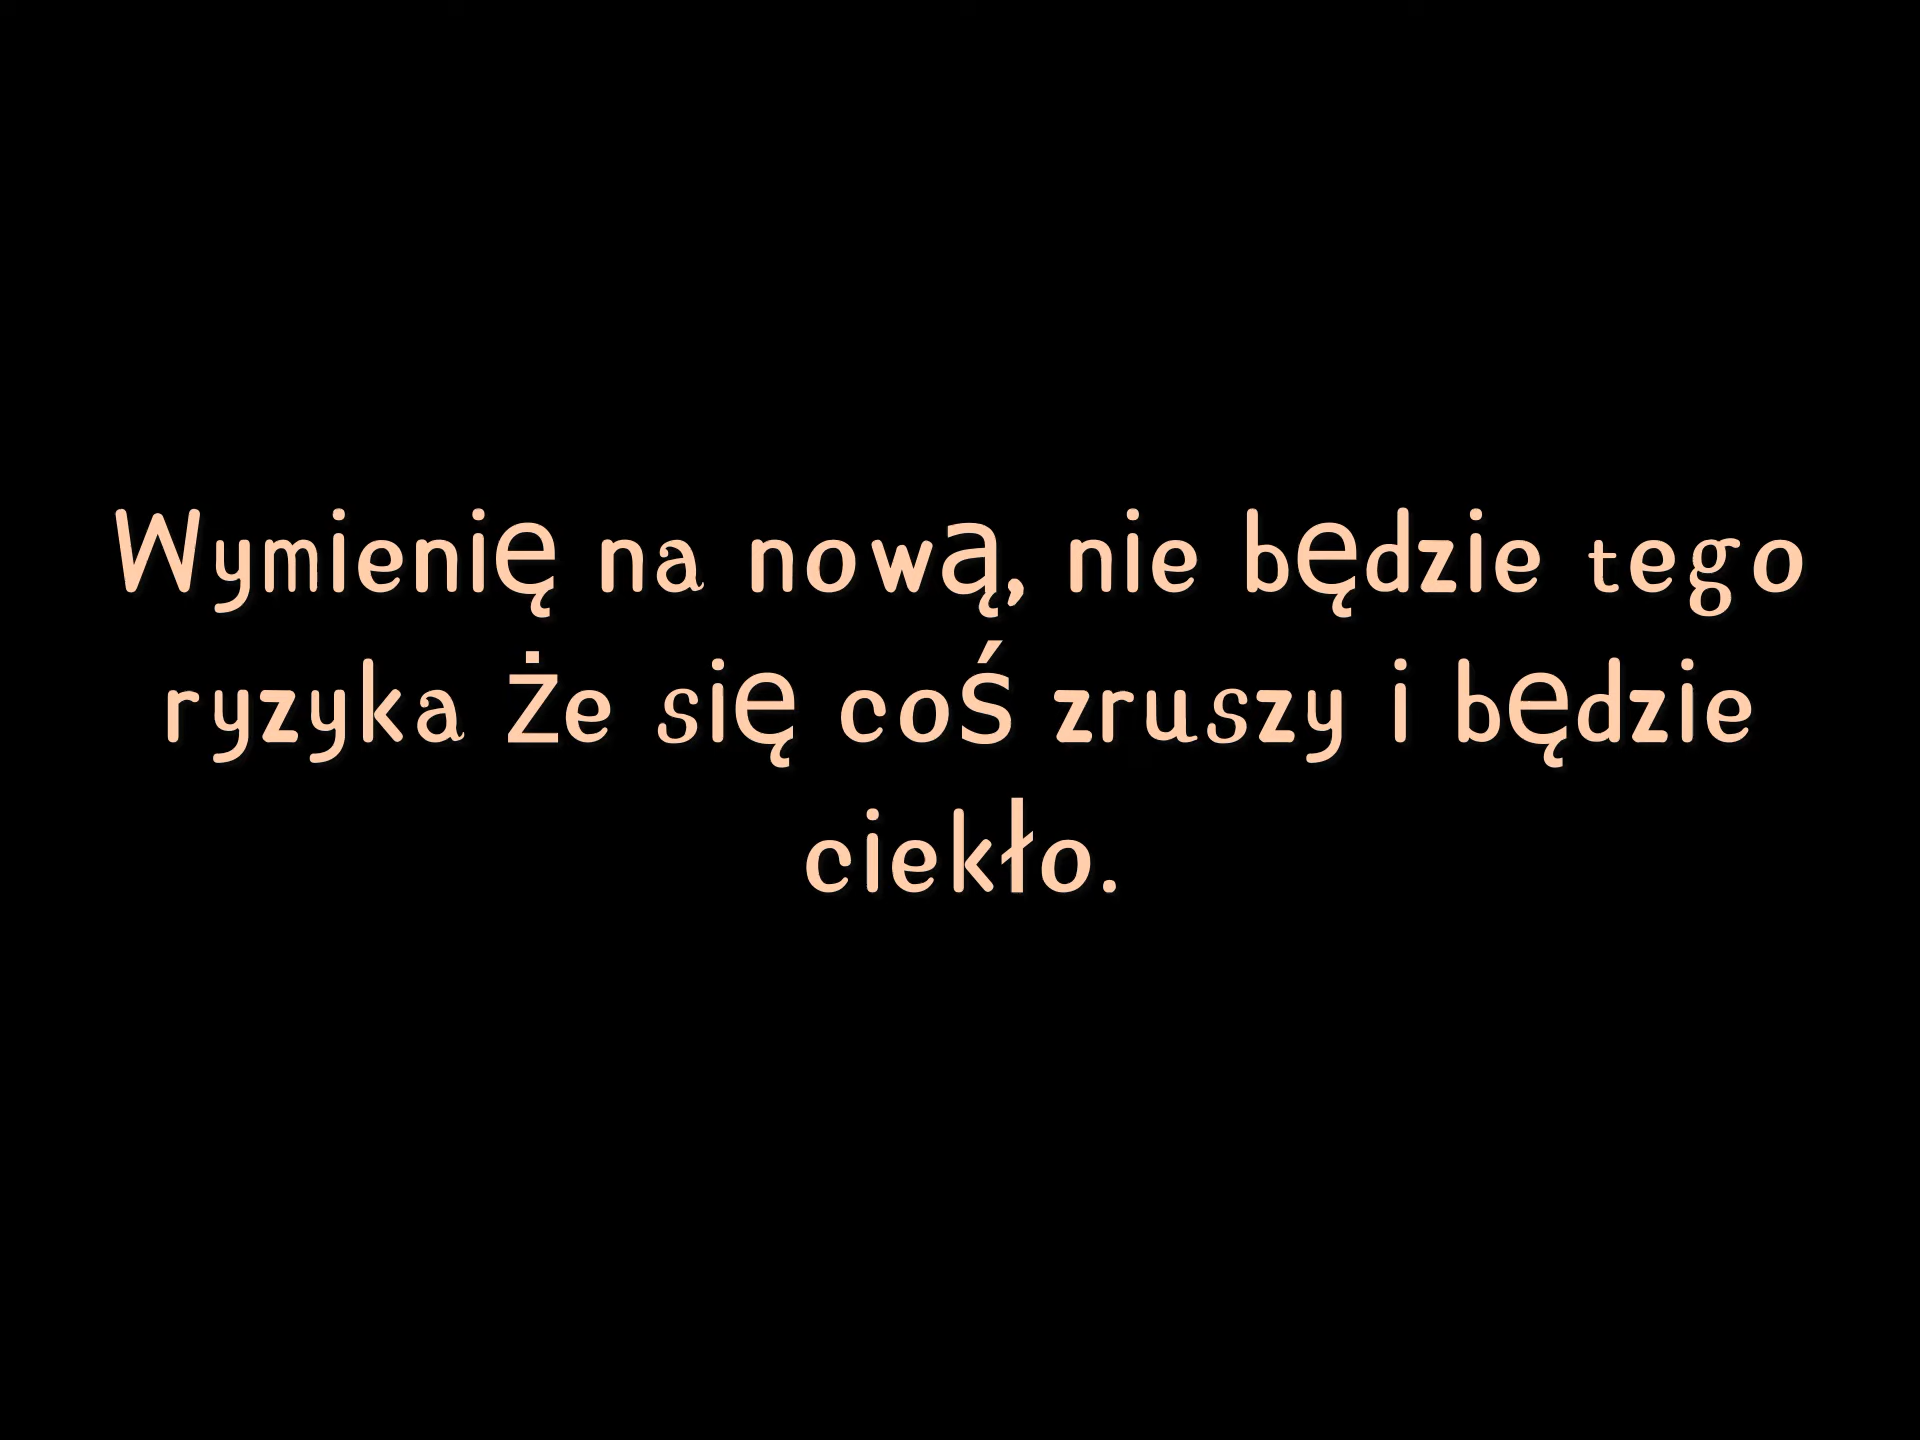 Wymienię na nową, nie będzie tego
ryzyka że się coś zruszy i będzie
ciekło.